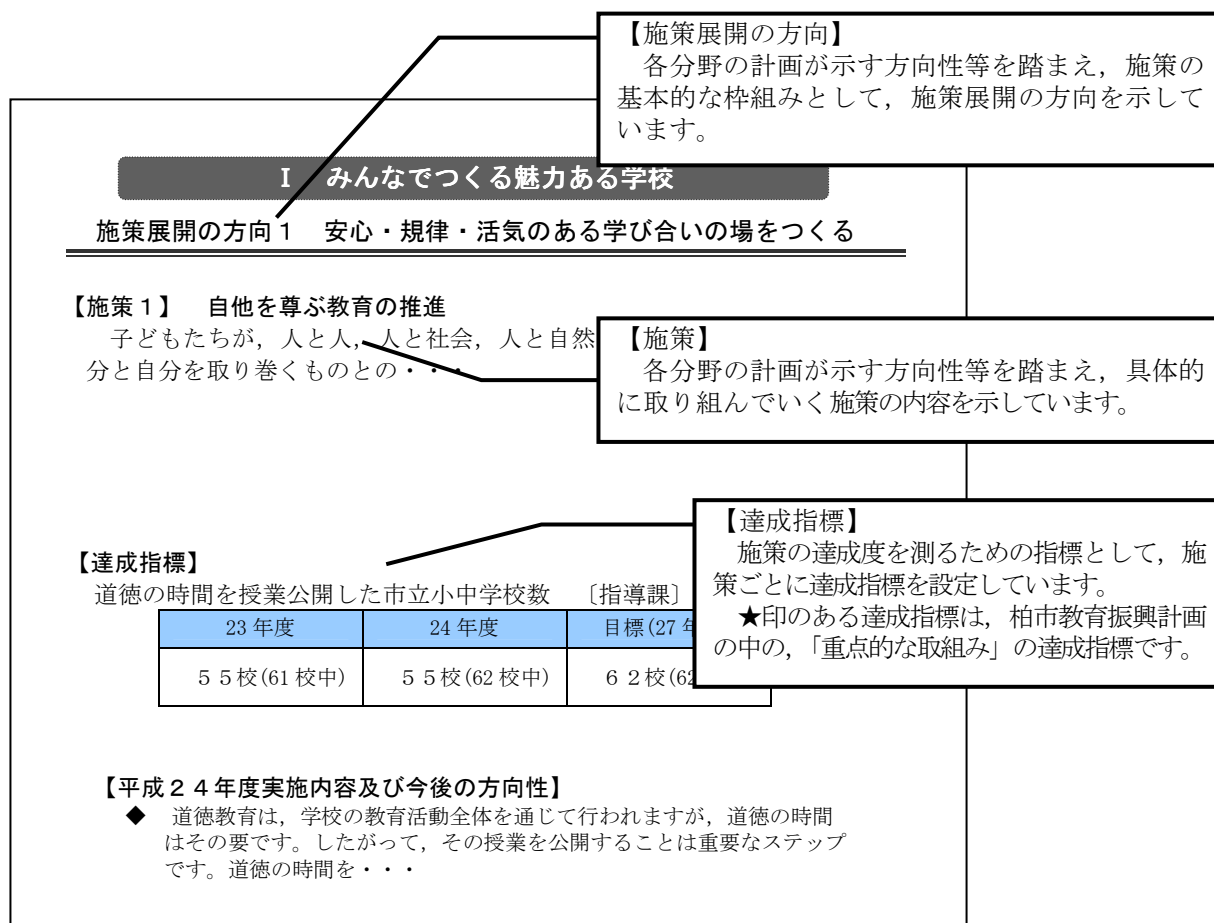 【施策展開の方向】
各分野の計画が示す方向性等を踏まえ，施策の
基本的な枠組みとして，施策展開の方向を示して
います。
Ⅰ　みんなでつくる魅力ある学校
施策展開の方向１　安心・規律・活気のある学び合いの場をつくる
【施策１】　自他を尊ぶ教育の推進
子どもたちが，人と人，人と社会，人と自然
分と自分を取り巻くものとの・・・
【施策】
各分野の計画が示す方向性等を踏まえ，具体的
に取り組んでいく施策の内容を示しています。
【達成指標】
施策の達成度を測るための指標として，施
策ごとに達成指標を設定しています。
★印のある達成指標は，柏市教育振興計画
の中の，「重点的な取組み」の達成指標です。
【達成指標】
道徳の時間を授業公開した市立小中学校数　〔指導課〕
23 年度　24 年度　目標(27 年
５５校(61 校中)　５５校(62 校中)　６２校(62
【平成２４年度実施内容及び今後の方向性】
◆　道徳教育は，学校の教育活動全体を通じて行われますが，道徳の時間
はその要です。したがって，その授業を公開することは重要なステップ
です。道徳の時間を・・・